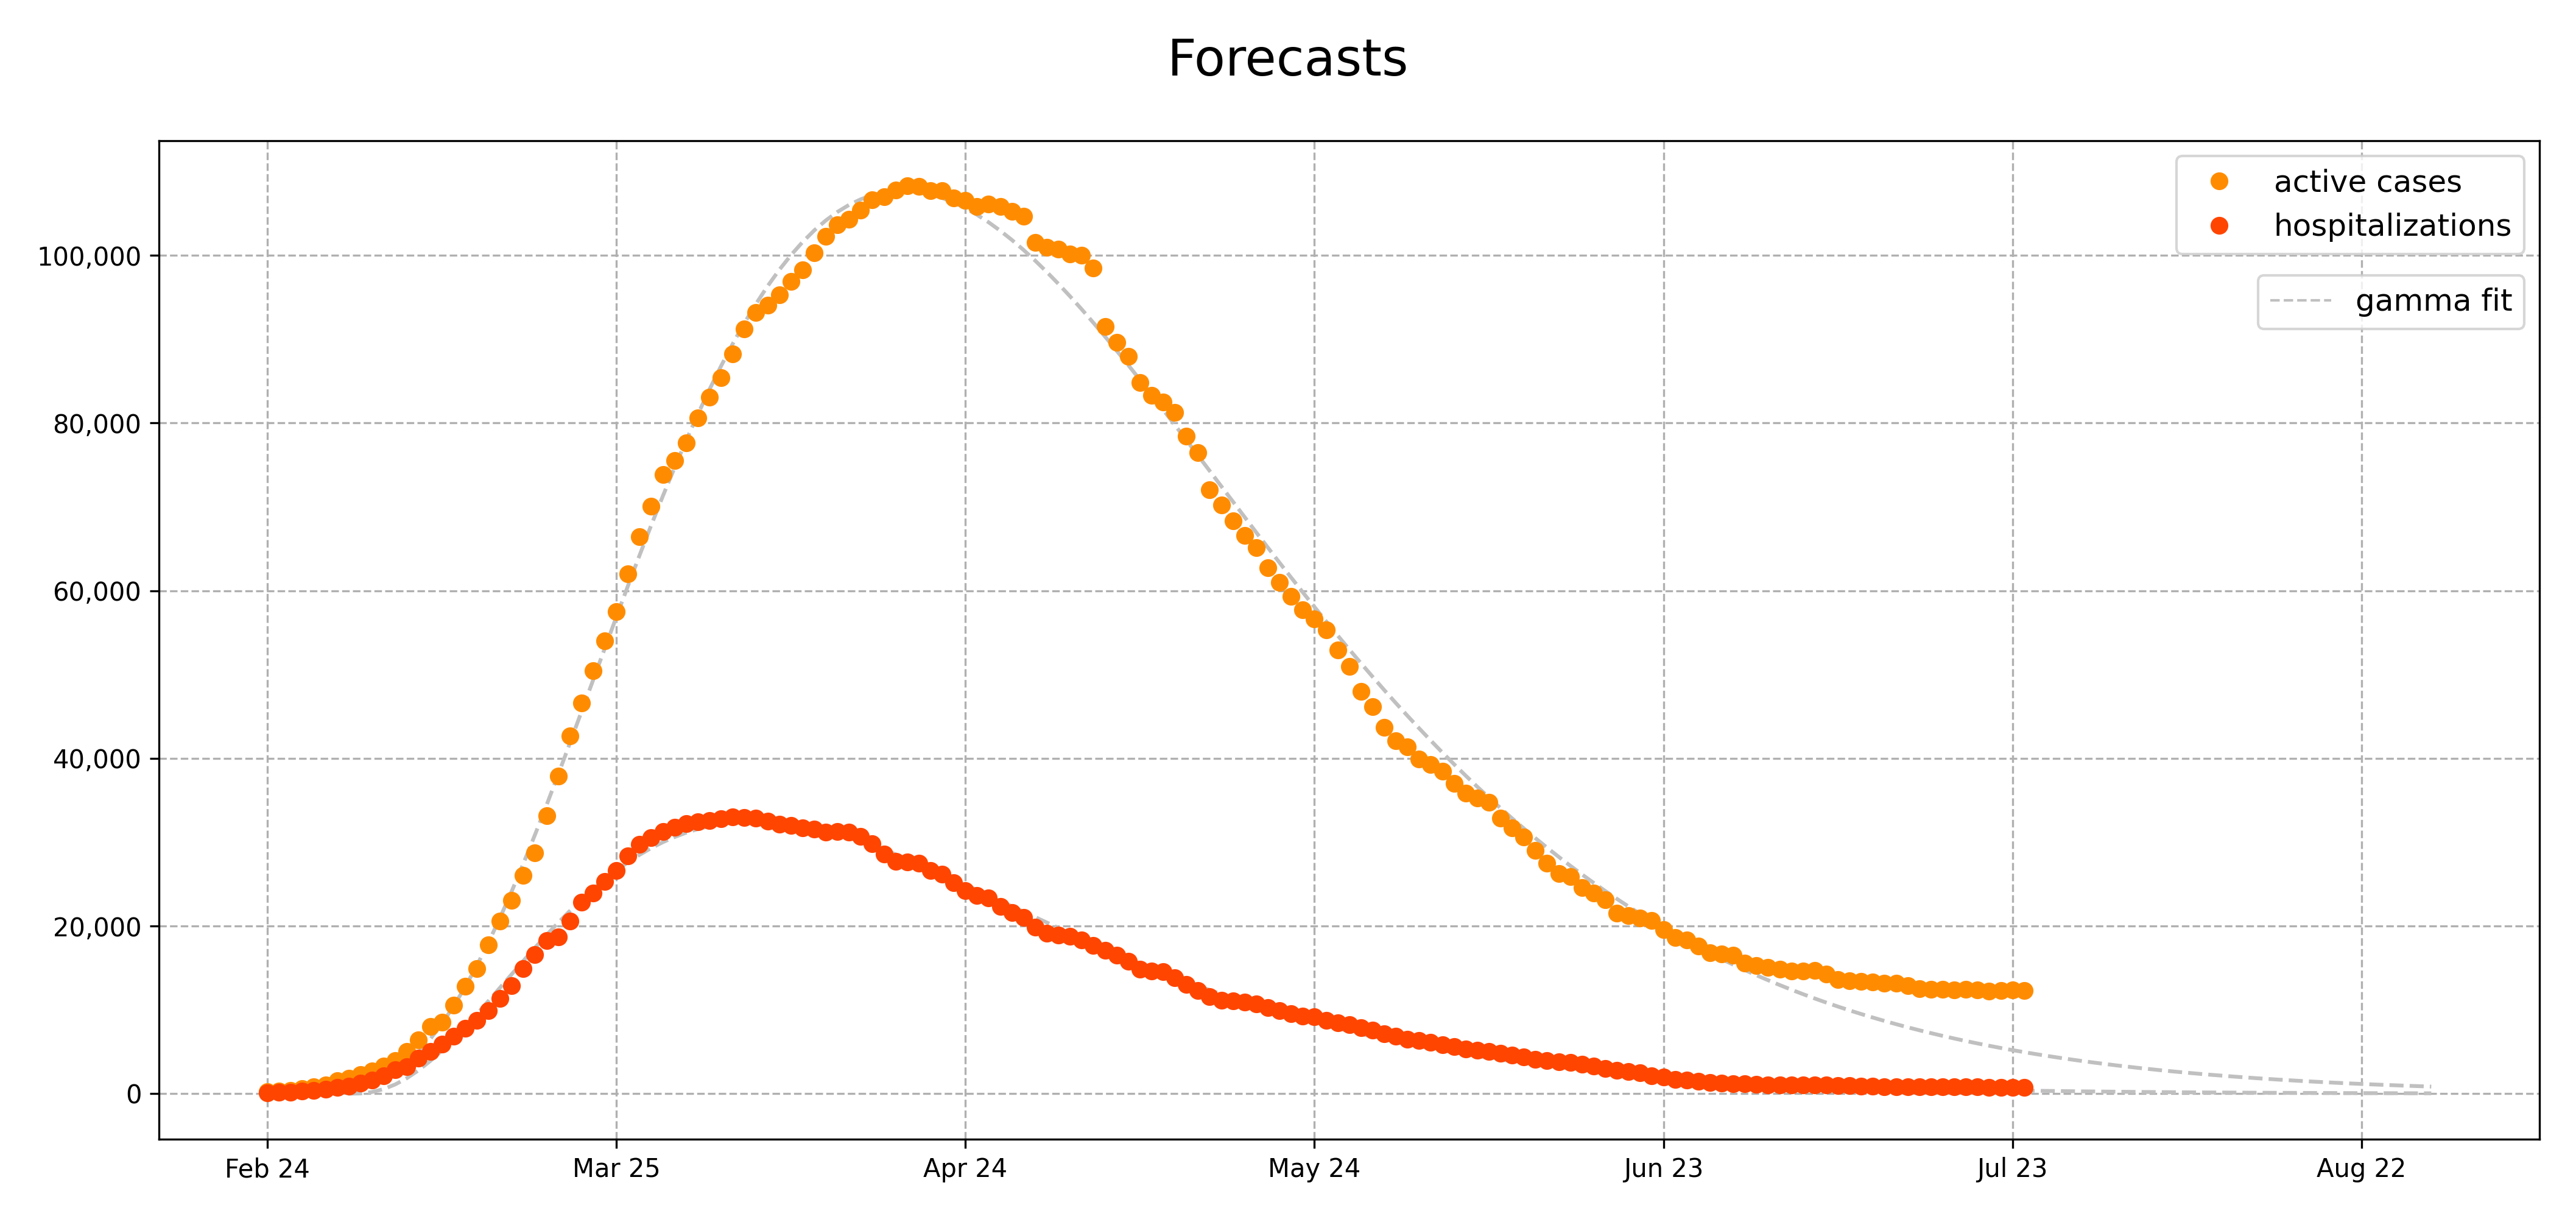 Forecasts
active cases
hospitalizations
gamma fit
100,000
80,000
60,000
40,000
20,000
0
Feb 24 Mar 25 Apr 24 May 24 Jun 23 Jul 23 Aug 22